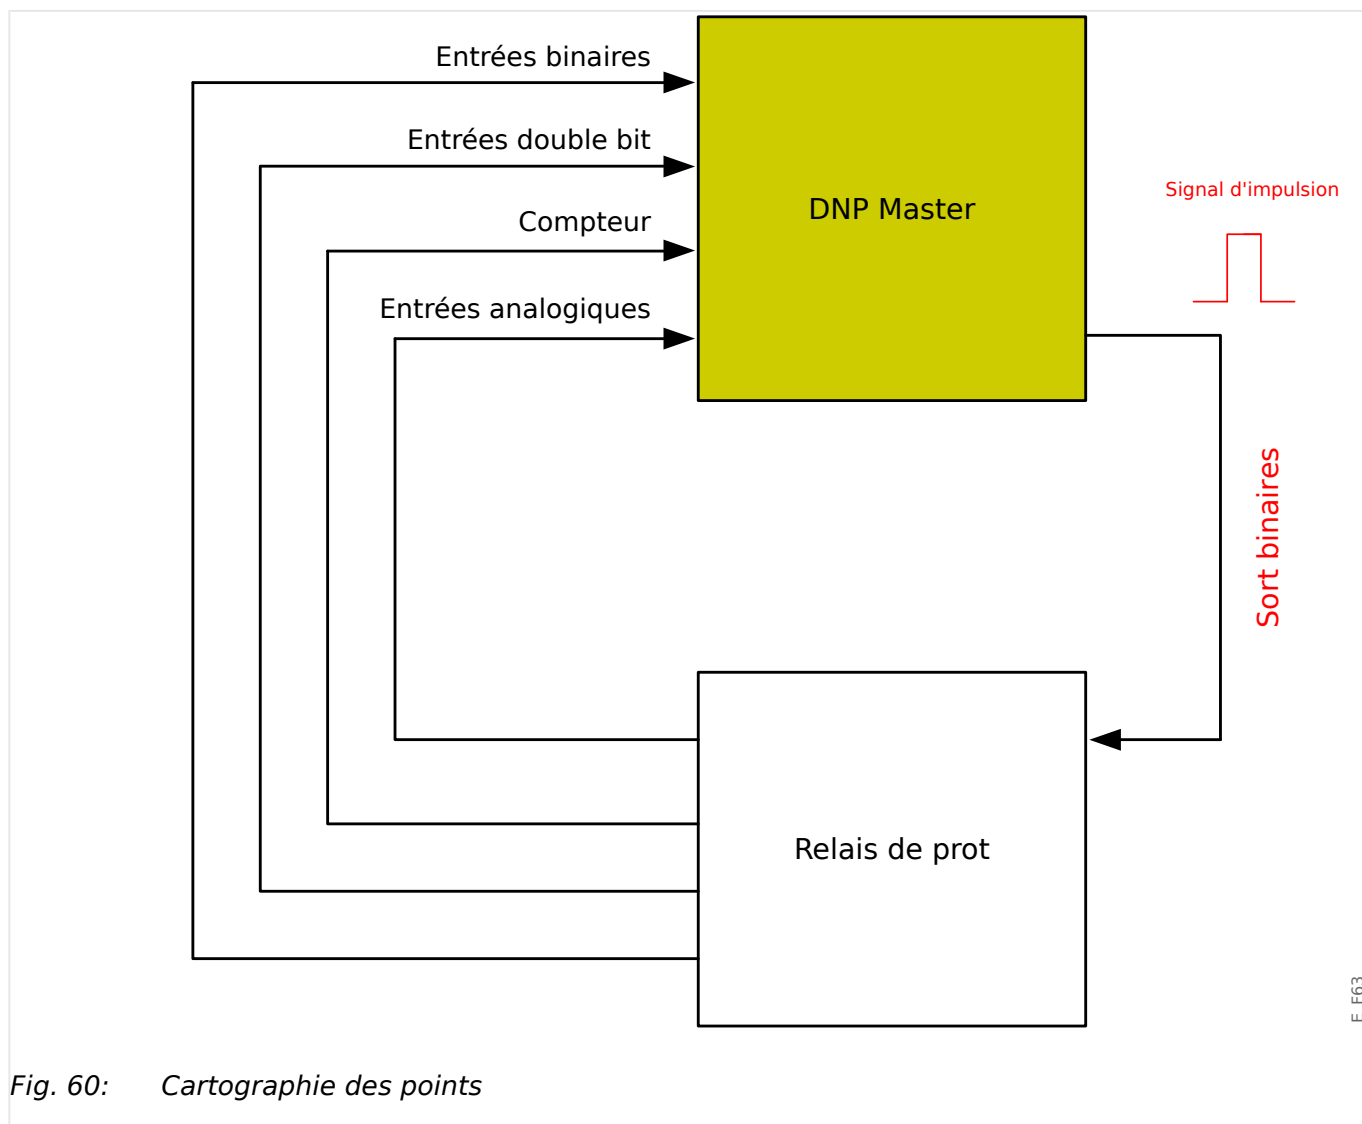 Entrées binaires
Entrées double bit
Compteur
Entrées analogiques
DNP Master
Signal d'impulsion
Sort binaires
Relais de prot
Fig. 60: Cartographie des points